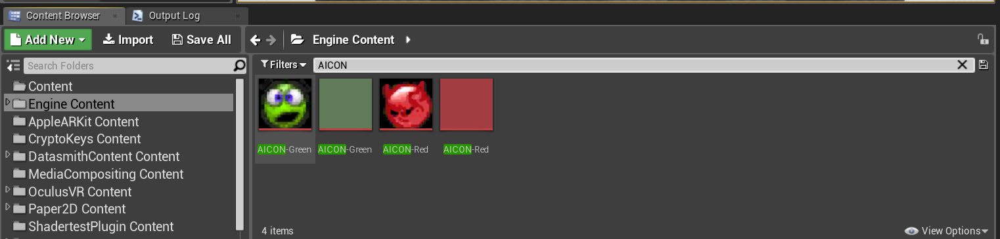 Content Browser
Output Log
Add New
Import
Save All
Engine Content
Search Folders
Filters
AICON
Content
Engine Content
AppleARKit Content
CryptoKeys Content
DatasmithContent Content
MediaCompositing Content
OculusVR Content
Paper2D Content
ShadertestPlugin Content
AICON-Green
AICON-Green
AICON-Red
AICON-Red
4 items
View Options